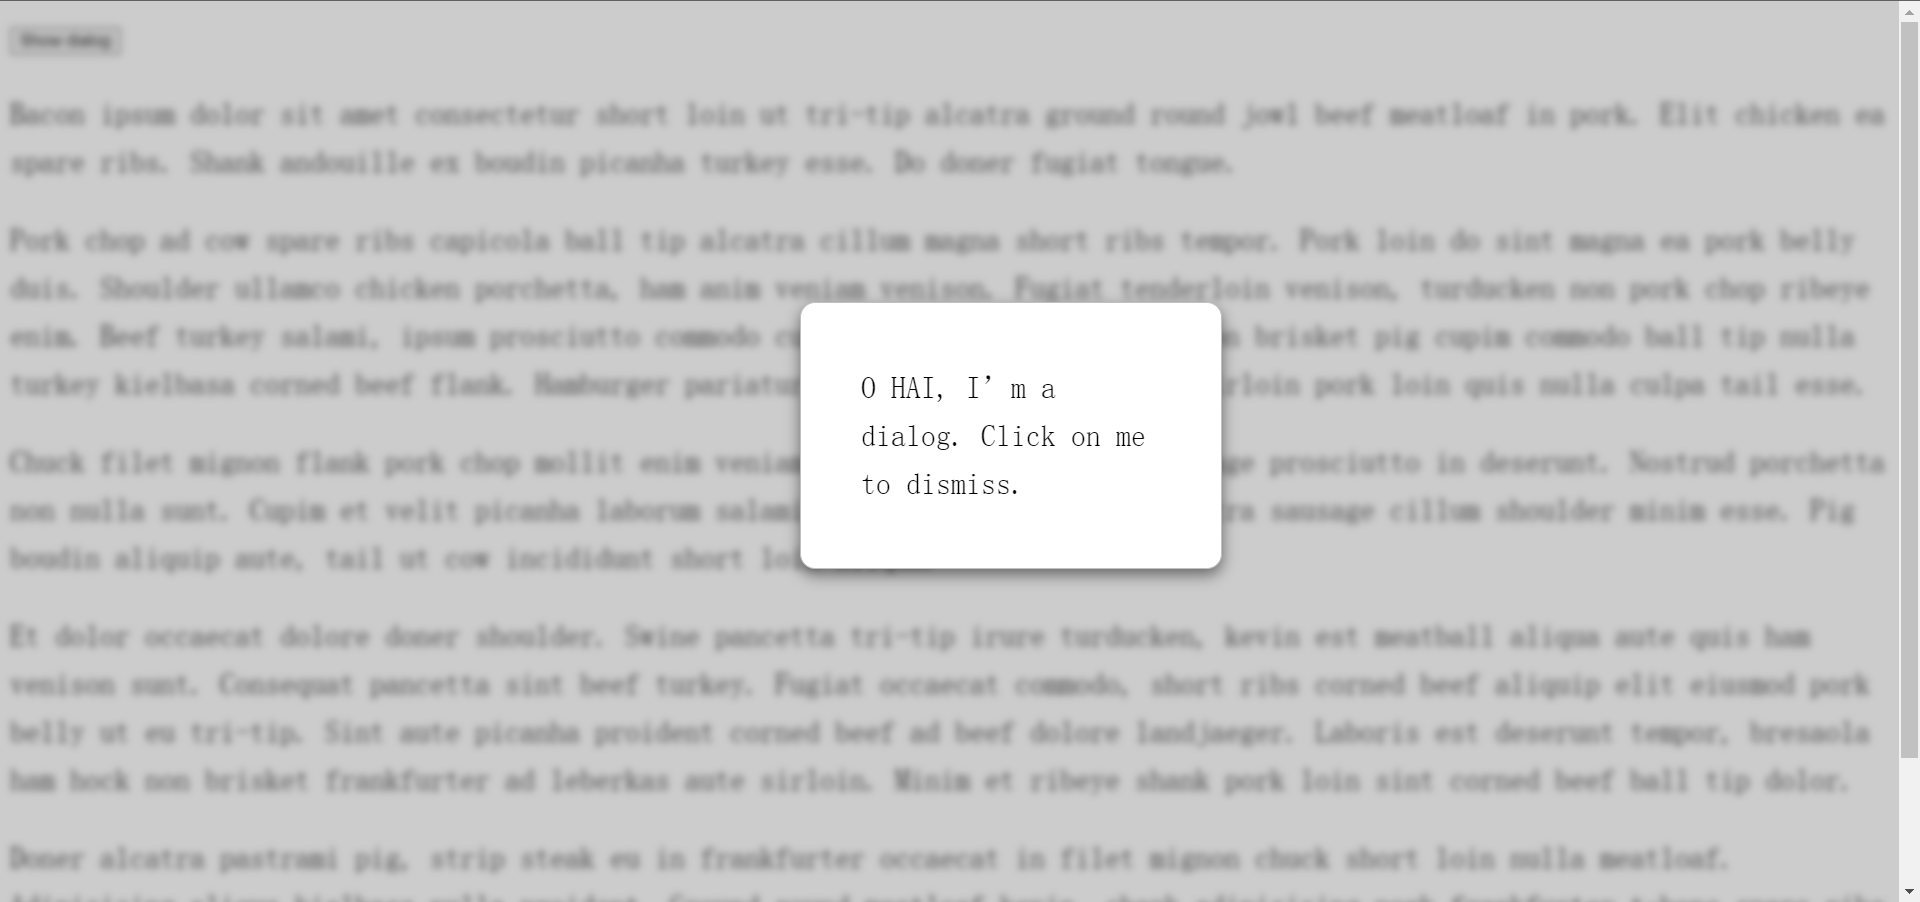 Show dialog
Bacon ipsum dolor sit amet consectetur short loin ut tri-tip alcatra ground round jowl beef meatloaf in pork. Elit chicken ea
spare ribs. Shank andouille ex boudin picanha turkey esse. Do doner fugiat tongue.
Pork chop ad cow spare ribs capicola ball tip alcatra cillum magna short ribs tempor. Pork loin do sint magna ea pork belly
duis. Shoulder ullamco chicken porchetta, ham anim veniam venison. Fugiat tenderloin venison, turducken non pork chop ribeye
enim. Beef turkey salami, ipsum prosciutto commodo brisket pig cupim commodo ball tip nulla
turkey kielbasa corned beef flank. Hamburger pork loin quis nulla culpa tail esse.
O HAI, I’m a
dialog. Click on me
to dismiss.
Chuck filet mignon flank pork chop mollit enim prosciutto in deserunt. Nostrud porchetta
non nulla sunt. Cupim et velit picanha laborum sausage cillum shoulder minim esse. Pig
boudin aliquip aute, tail ut cow incididunt short
Et dolor occaecat dolore doner shoulder. Swine pancetta tri-tip irure turducken, kevin est meatball aliqua aute quis ham
venison sunt. Consequat pancetta sint beef turkey. Fugiat occaecat commodo, short ribs corned beef aliquip elit eiusmod pork
belly ut eu tri-tip. Sint aute picanha proident corned beef ad beef dolore landjaeger. Laboris est deserunt tempor, bresaola
ham hock non brisket frankfurter ad leberkas aute sirloin. Minim et ribeye shank pork loin sint corned beef ball tip dolor.
Doner alcatra pastrami pig, strip steak eu in frankfurter occaecat in filet mignon chuck short loin nulla meatloaf.